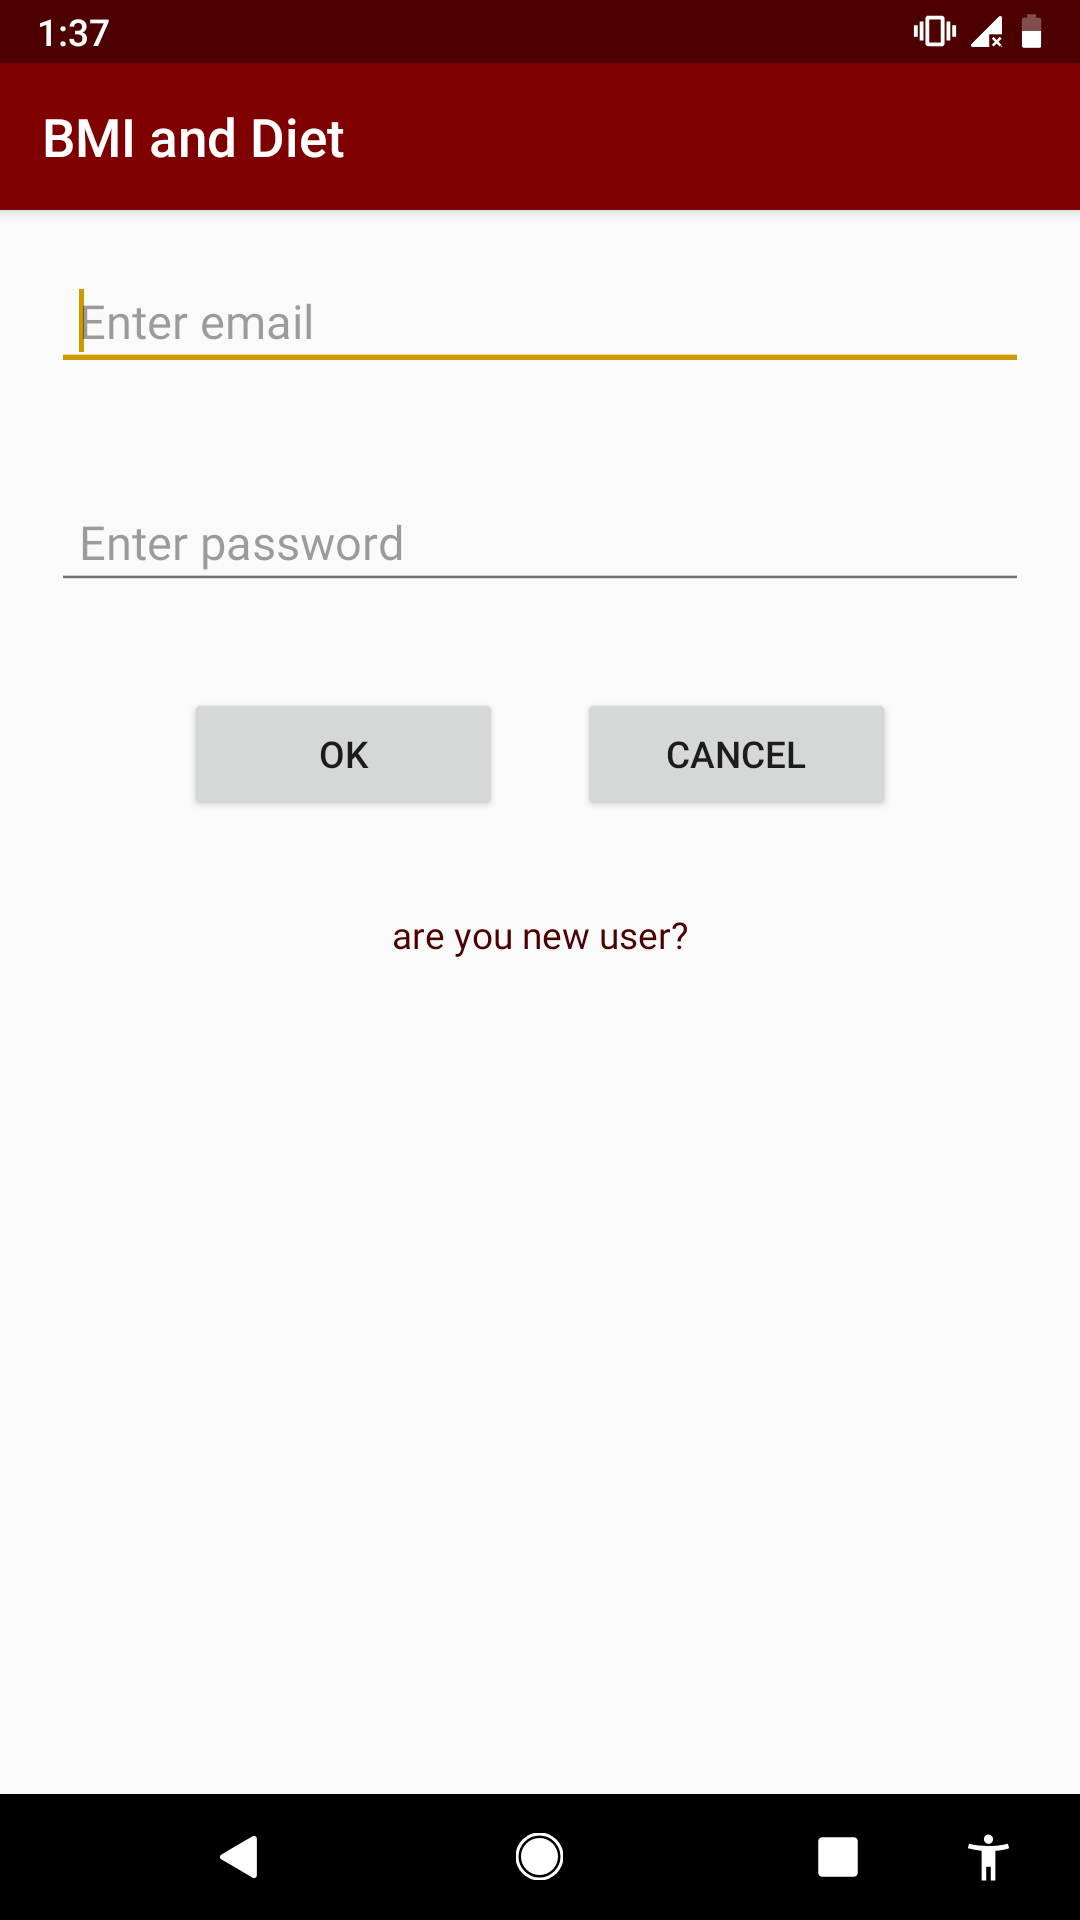 1:37
BMI and Diet
Enter email
Enter password
OK
CANCEL
are you new user?